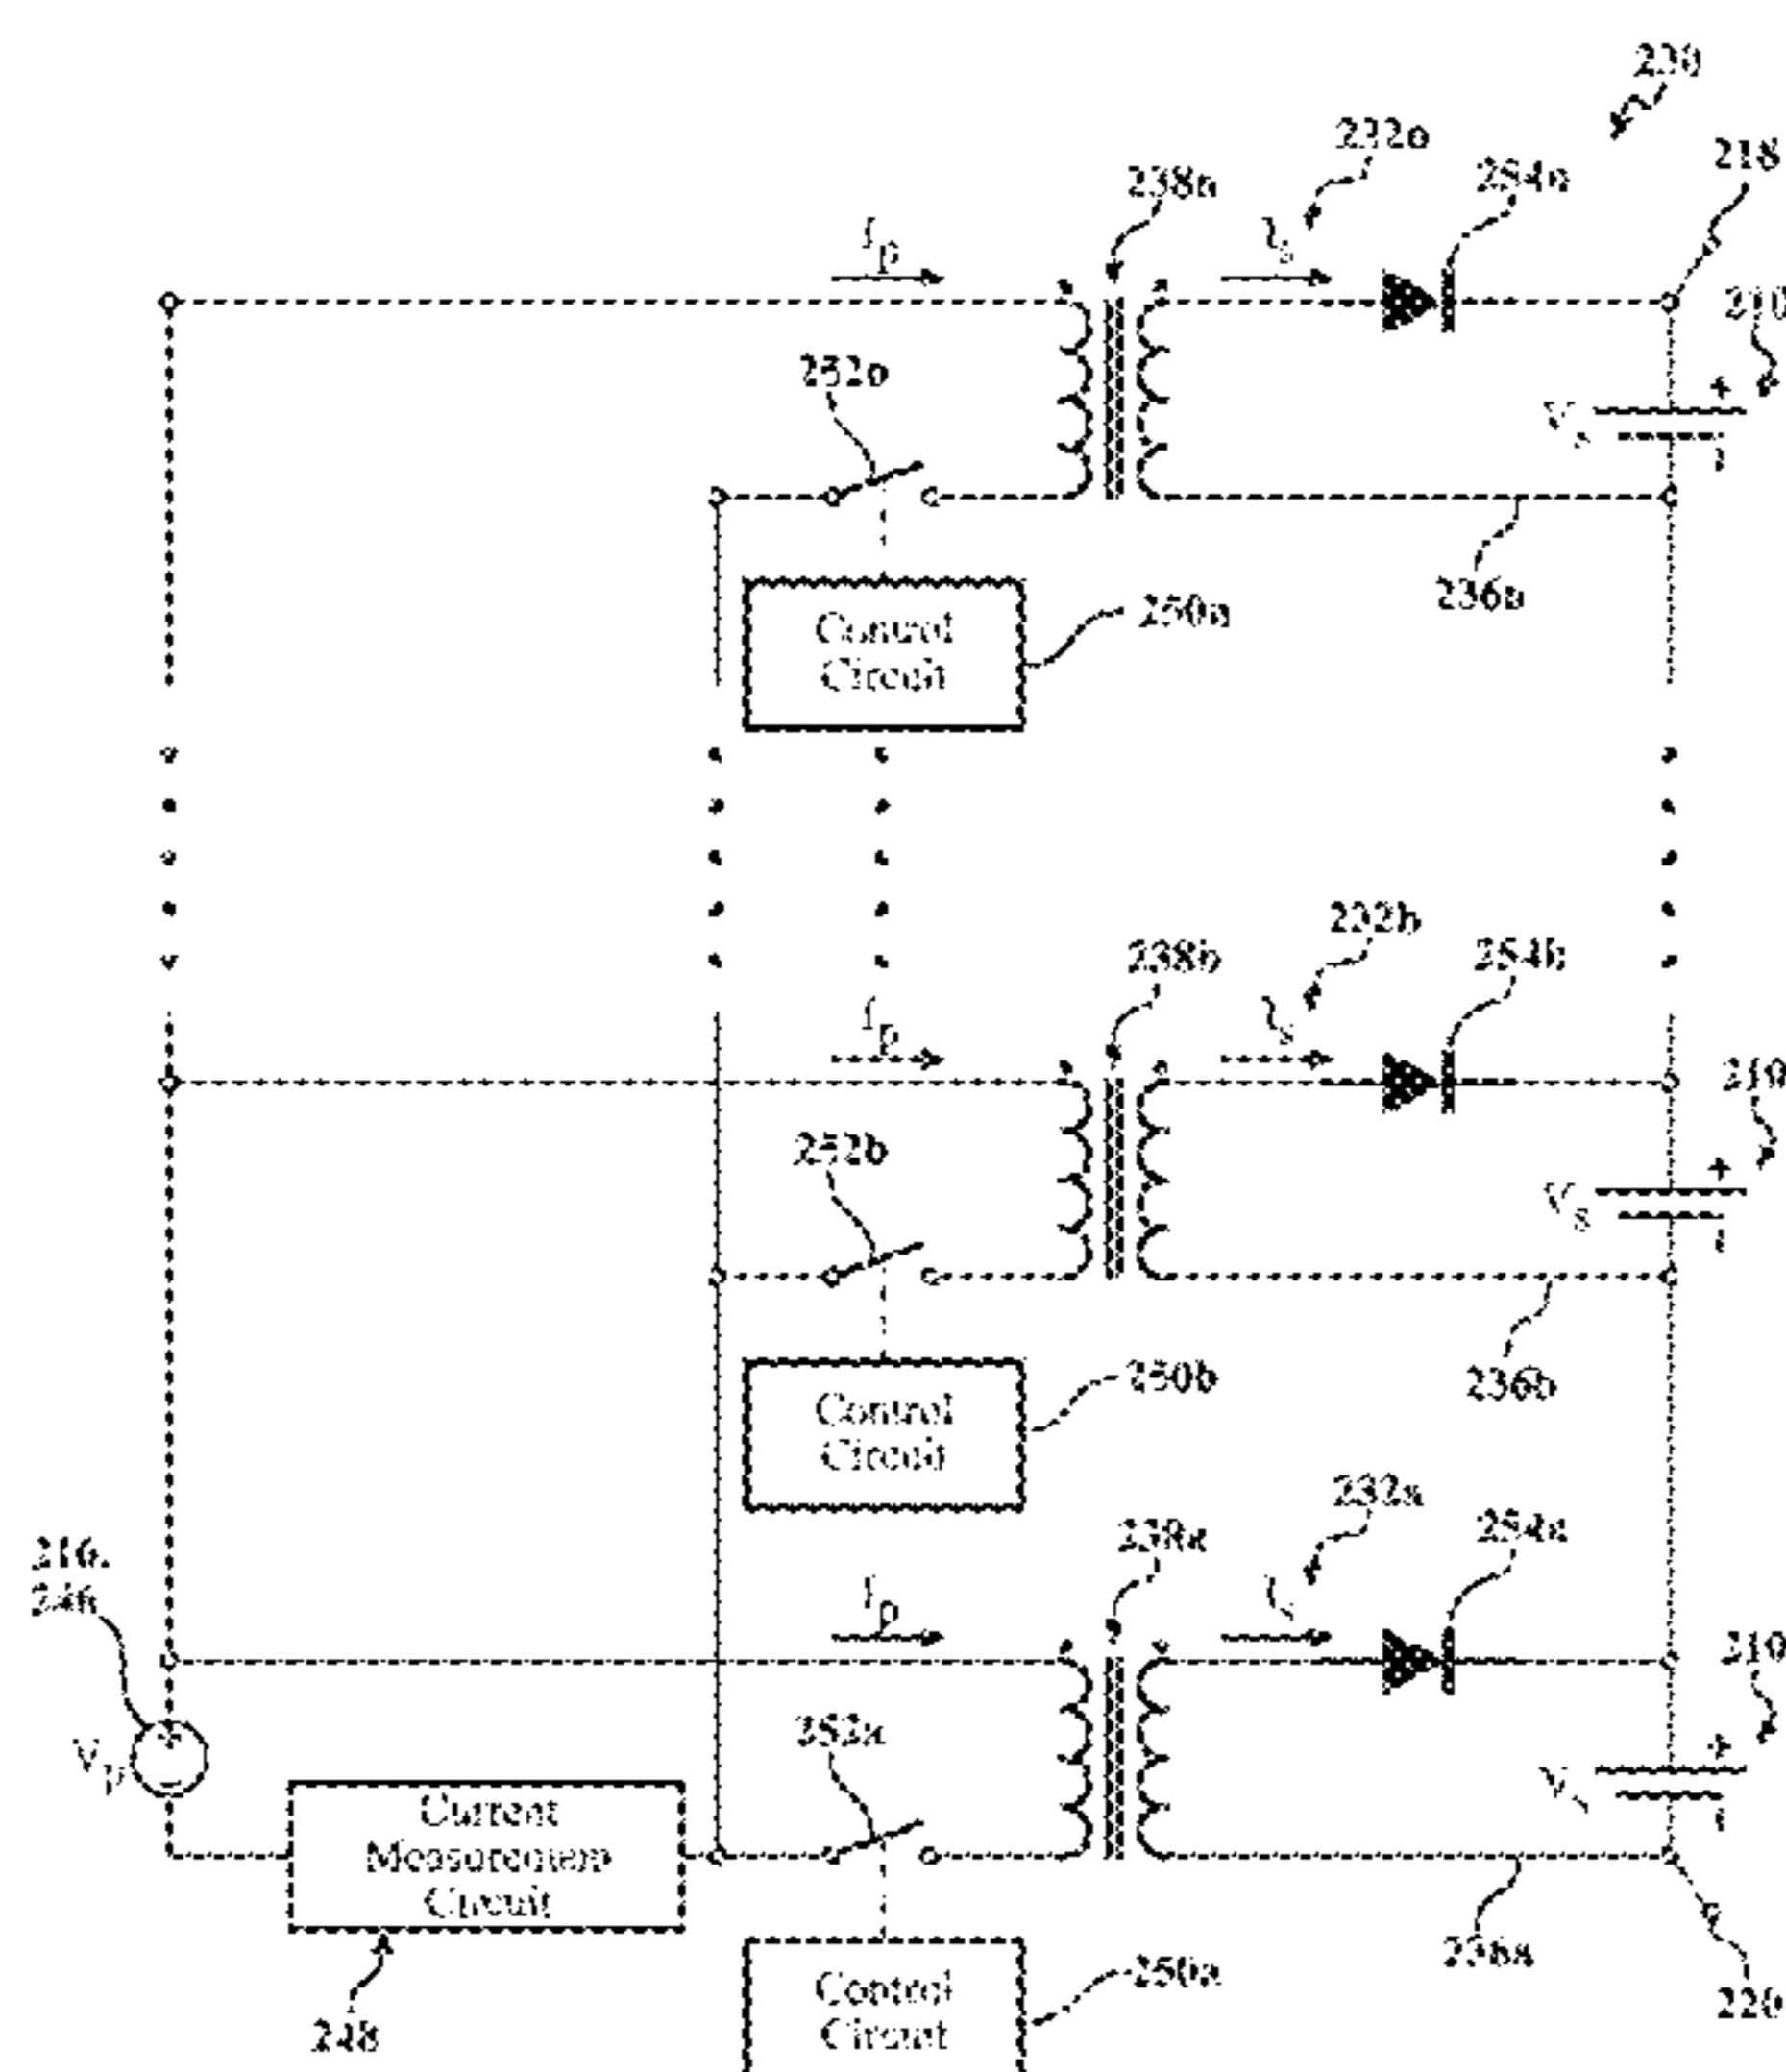 230
232n
218
238n
254n
Ip
Is
210
252n
+
Vs
236n
Control
Circuit
250n
232b
238b
254b
Ip
Is
210
252b
+
Vs
236b
Control
Circuit
250b
232a
238a
254a
216,
246
Ip
210
252a
+
Vp
Current
Measurement
Circuit
236a
Control
Circuit
250a
248
220